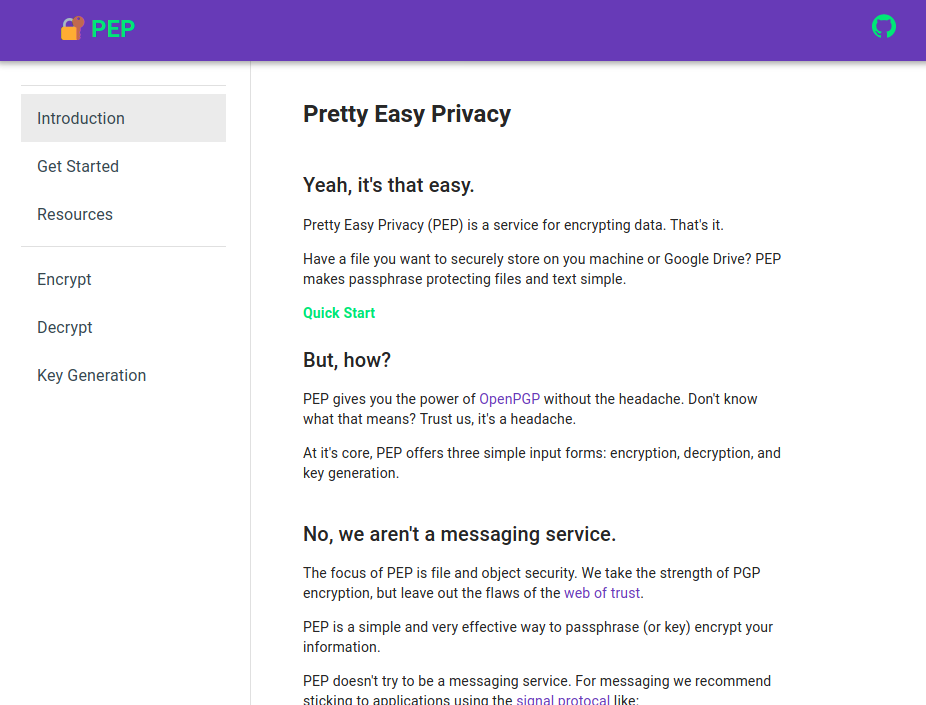 PEP
Introduction
Get Started
Resources
Encrypt
Decrypt
Key Generation
Pretty Easy Privacy
Yeah, it's that easy.
Pretty Easy Privacy (PEP) is a service for encrypting data. That's it.
Have a file you want to securely store on you machine or Google Drive? PEP
makes passphrase protecting files and text simple.
Quick Start
But, how?
PEP gives you the power of OpenPGP without the headache. Don't know
what that means? Trust us, it's a headache.
At it's core, PEP offers three simple input forms: encryption, decryption, and
key generation.
No, we aren't a messaging service.
The focus of PEP is file and object security. We take the strength of PGP
encryption, but leave out the flaws of the web of trust.
PEP is a simple and very effective way to passphrase (or key) encrypt your
information.
PEP doesn't try to be a messaging service. For messaging we recommend
sticking to applications using the signal protocal like: